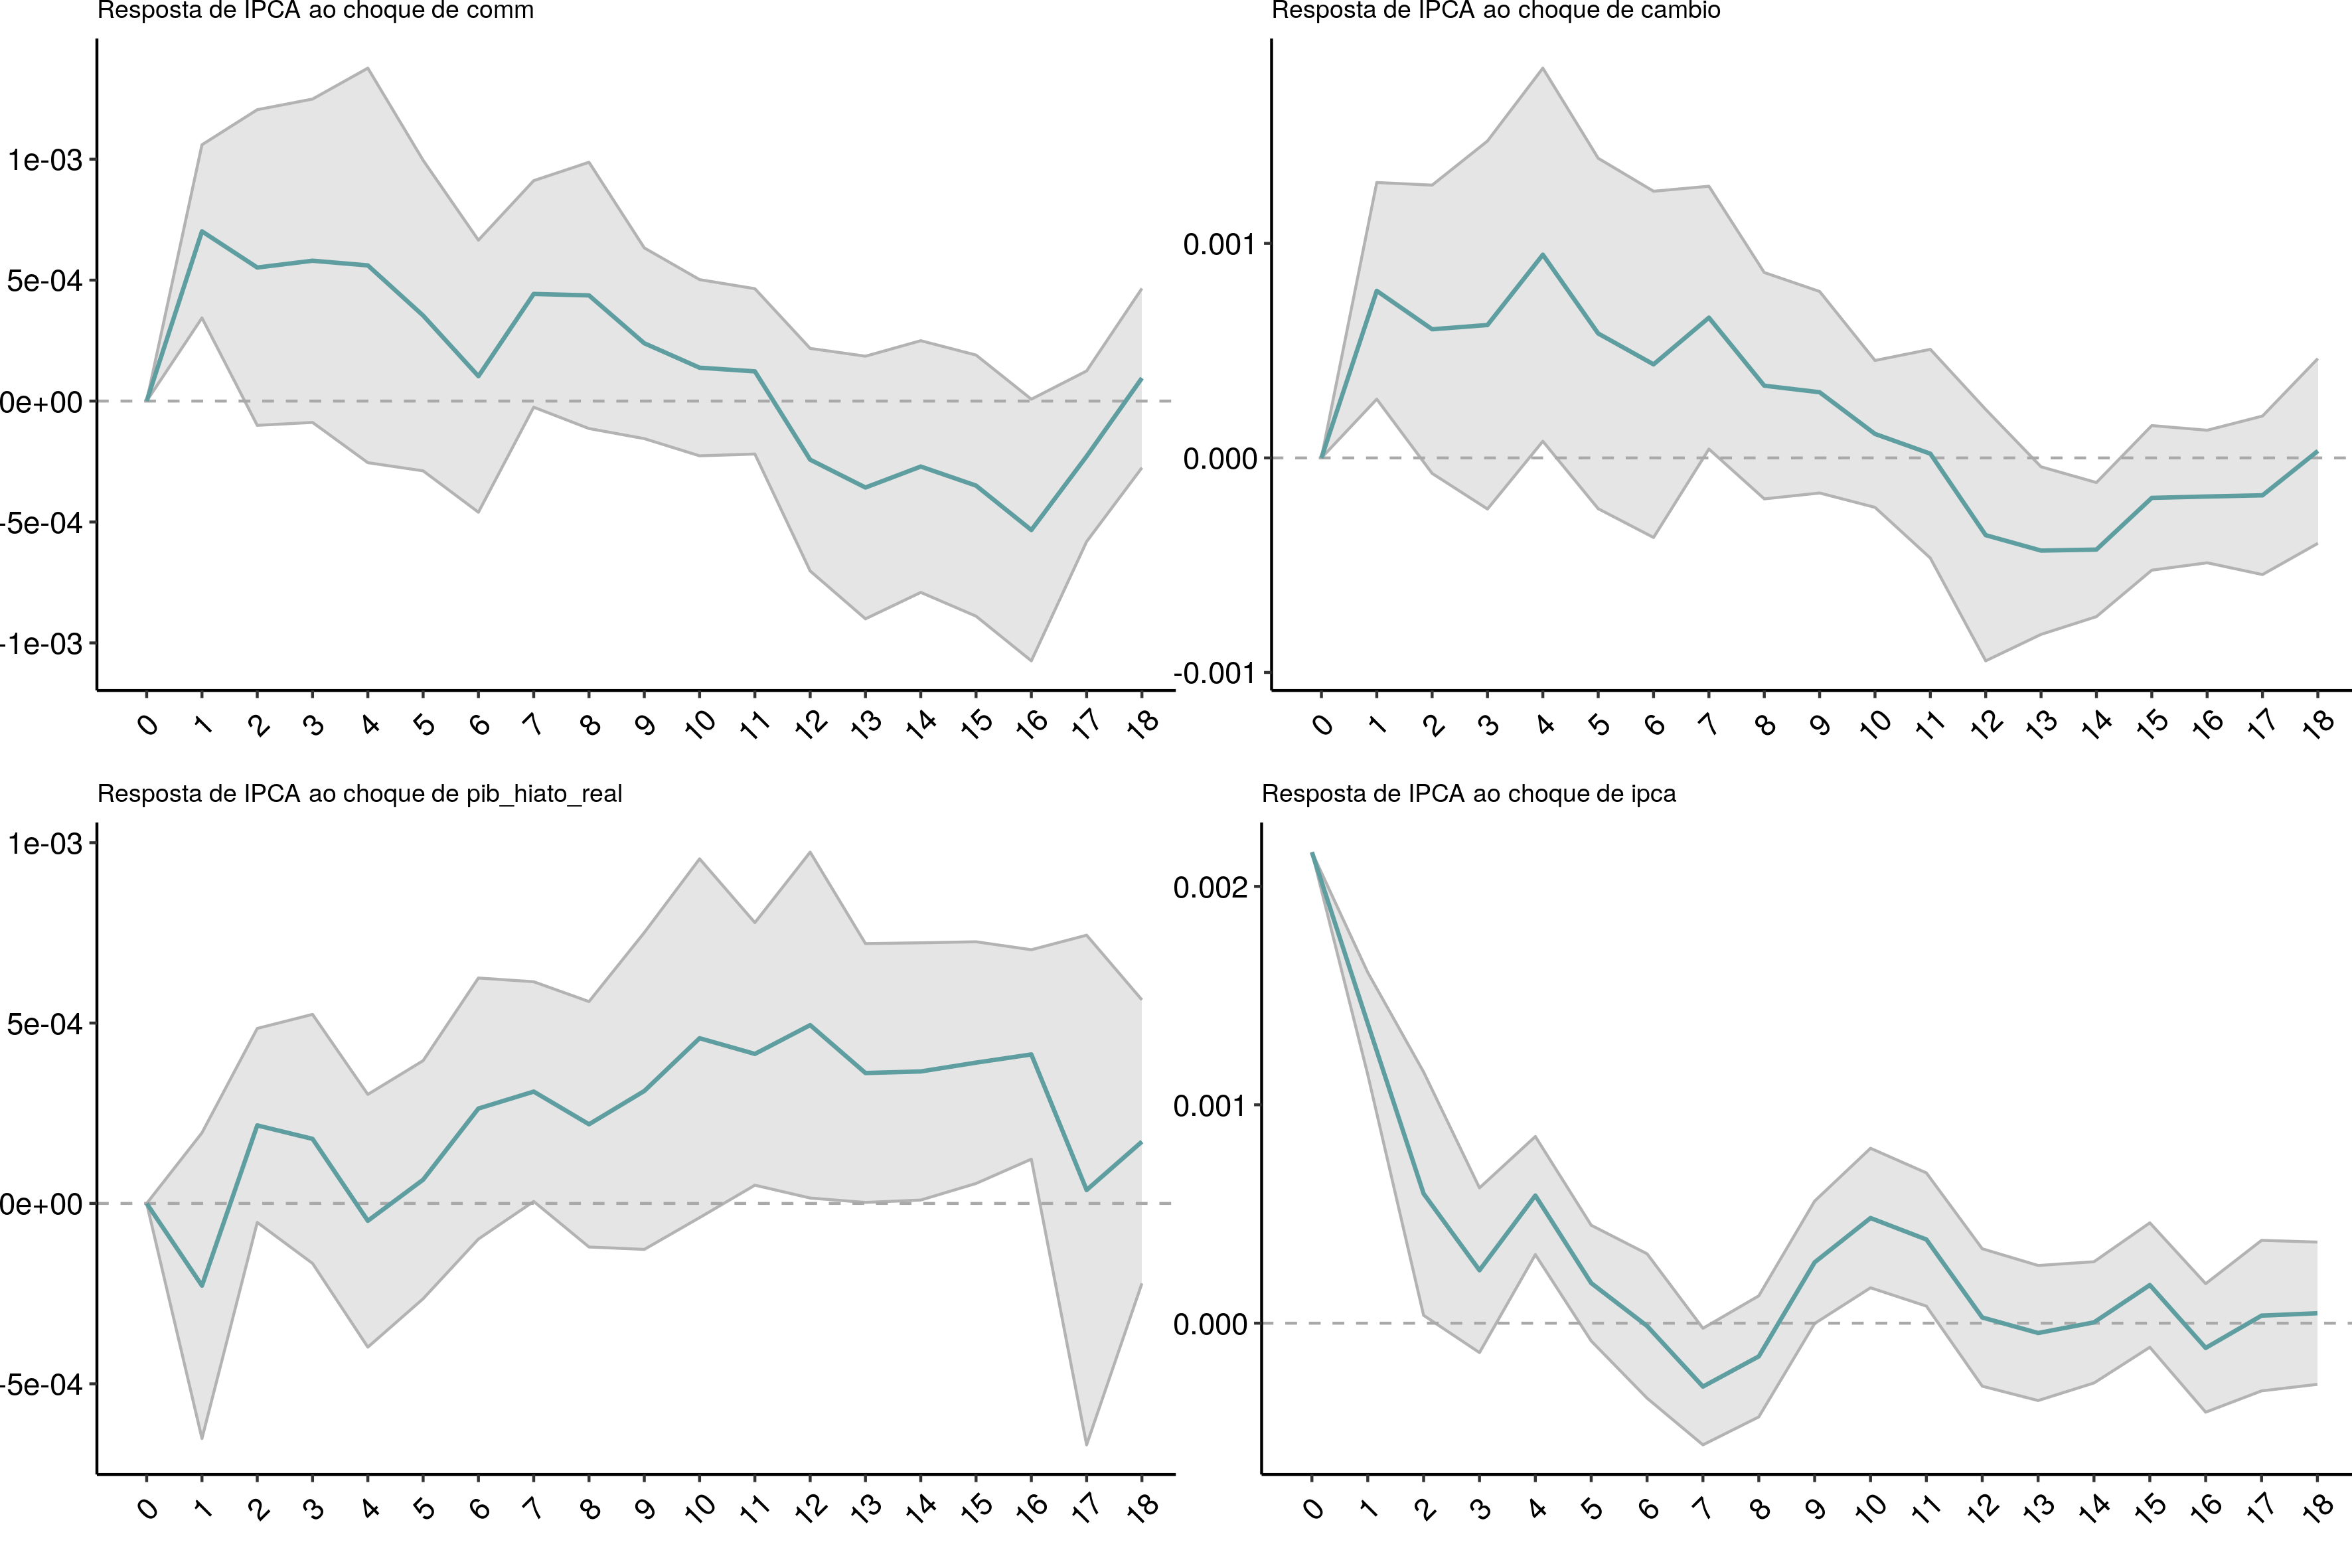 Resposta de IPCA ao choque de comm
1e-03
5e-04
0e+00
-5e-04
-1e-03
0 1 2 3 4 5 6 7 8 9 10 11 12 13 14 15 16 17 18
Resposta de IPCA ao choque de cambio
0.001
0.000
-0.001
0 1 2 3 4 5 6 7 8 9 10 11 12 13 14 15 16 17 18
Resposta de IPCA ao choque de pib_hiato_real
1e-03
5e-04
0e+00
-5e-04
0 1 2 3 4 5 6 7 8 9 10 11 12 13 14 15 16 17 18
Resposta de IPCA ao choque de ipca
0.002
0.001
0.000
0 1 2 3 4 5 6 7 8 9 10 11 12 13 14 15 16 17 18